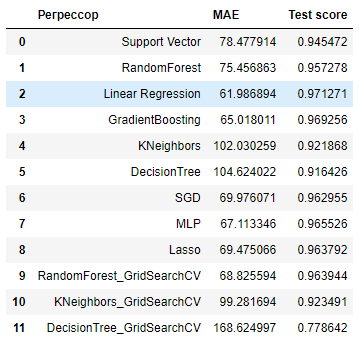 Perpeccop MAE Test score
0 Support Vector 78.477914 0.945472
1 RandomForest 75.456863 0.957278
2 Linear Regression 61.986894 0.971271
3 GradientBoosting 65.018011 0.969256
4 KNeighbors 102.030259 0.921868
5 DecisionTree 104.624022 0.916426
6 SGD 69.976071 0.962955
7 MLP 67.113346 0.965526
8 Lasso 69.475066 0.963792
9 RandomForest_GridSearchCV 68.825594 0.963944
10 KNeighbors_GridSearchCV 99.281694 0.923491
11 DecisionTree_GridSearchCV 168.624997 0.778642